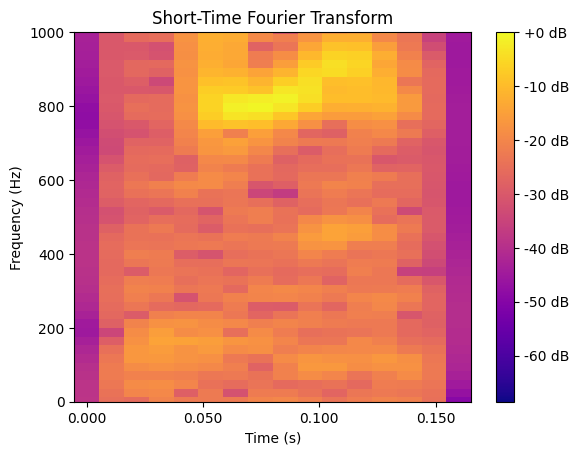 Short-Time Fourier Transform
1000
800
600
400
200
0
Frequency (Hz)
0.000
0.050
0.100
0.150
Time (s)
+0 dB
-10 dB
-20 dB
-30 dB
-40 dB
-50 dB
-60 dB